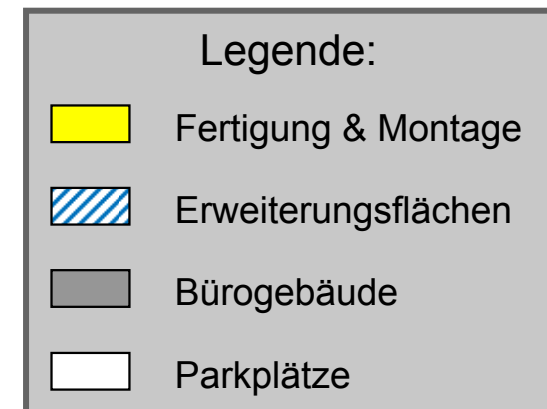 Legende:
Fertigung & Montage
Erweiterungsflächen
Bürogebäude
Parkplätze